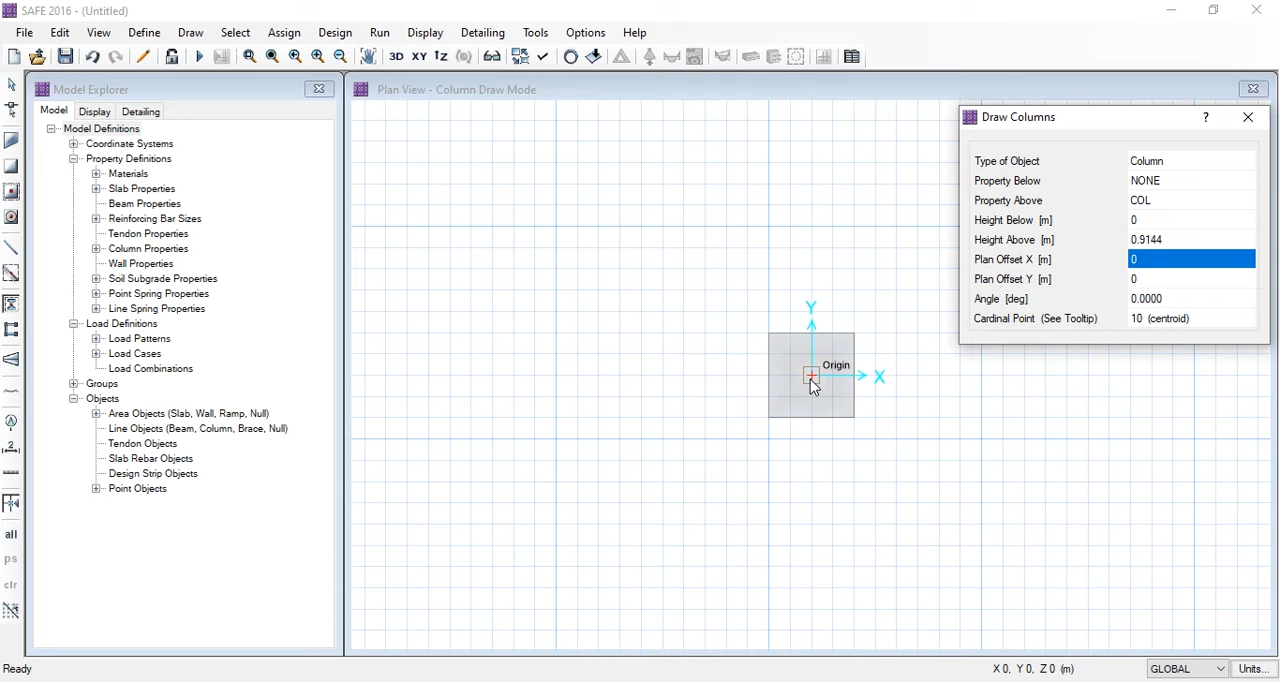 SAFE 2016 - (Untitled)
File Edit View Define Draw Select Assign Design Run Display Detailing Tools Options Help
3D XY
Model Explorer
Plan View - Column Draw Mode
Model Display Detailing
Model Definitions
Coordinate Systems
Property Definitions
Materials
Slab Properties
Beam Properties
Reinforcing Bar Sizes
Tendon Properties
Column Properties
Wall Properties
Soil Subgrade Properties
Point Spring Properties
Line Spring Properties
Load Definitions
Load Patterns
Load Cases
Load Combinations
Groups
Objects
Area Objects (Slab, Wall, Ramp, Null)
Line Objects (Beam, Column, Brace, Null)
Tendon Objects
Slab Rebar Objects
Design Strip Objects
Point Objects
all
ps
clr
Draw Columns ?
Type of Object Column
Property Below NONE
Property Above COL
Height Below [m] 0
Height Above [m] 0.9144
Plan Offset X [m] 0
Plan Offset Y [m] 0
Angle [deg] 0.0000
Cardinal Point (See Tooltip) 10 (centroid)
Y
Origin
X
Ready
X 0, Y 0, Z 0 (m)
GLOBAL
Units...